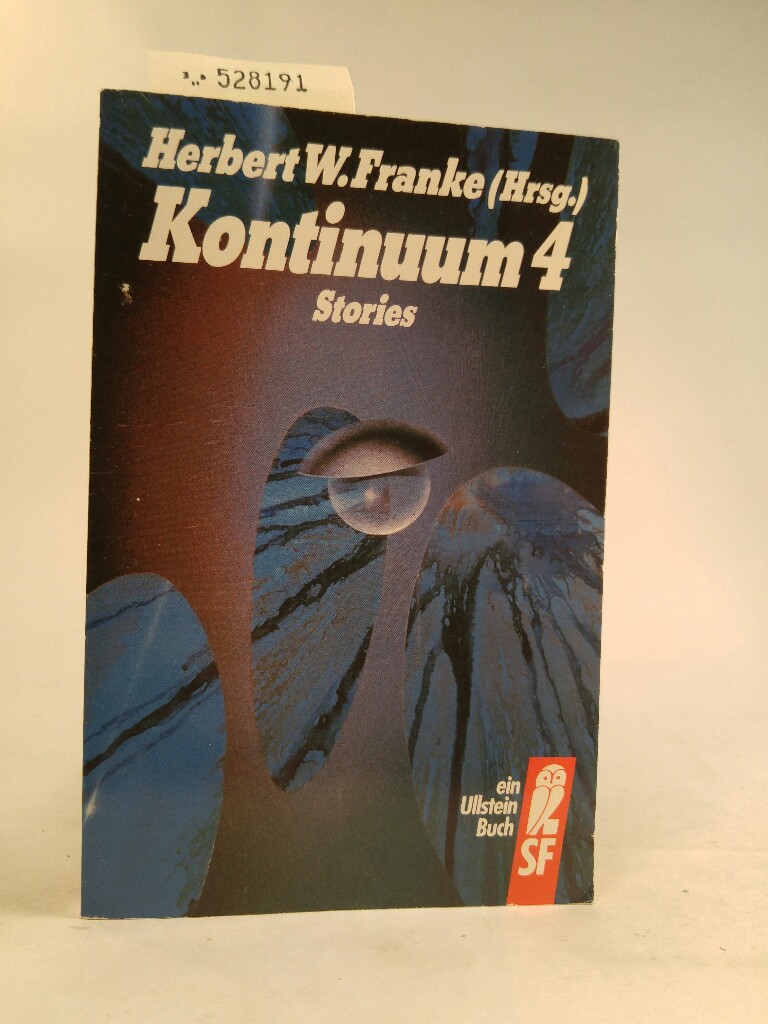 528191
Herbert W. Franke (Hrsg.)
Kontinuum 4
Stories
ein
Ullstein
Buch
SF